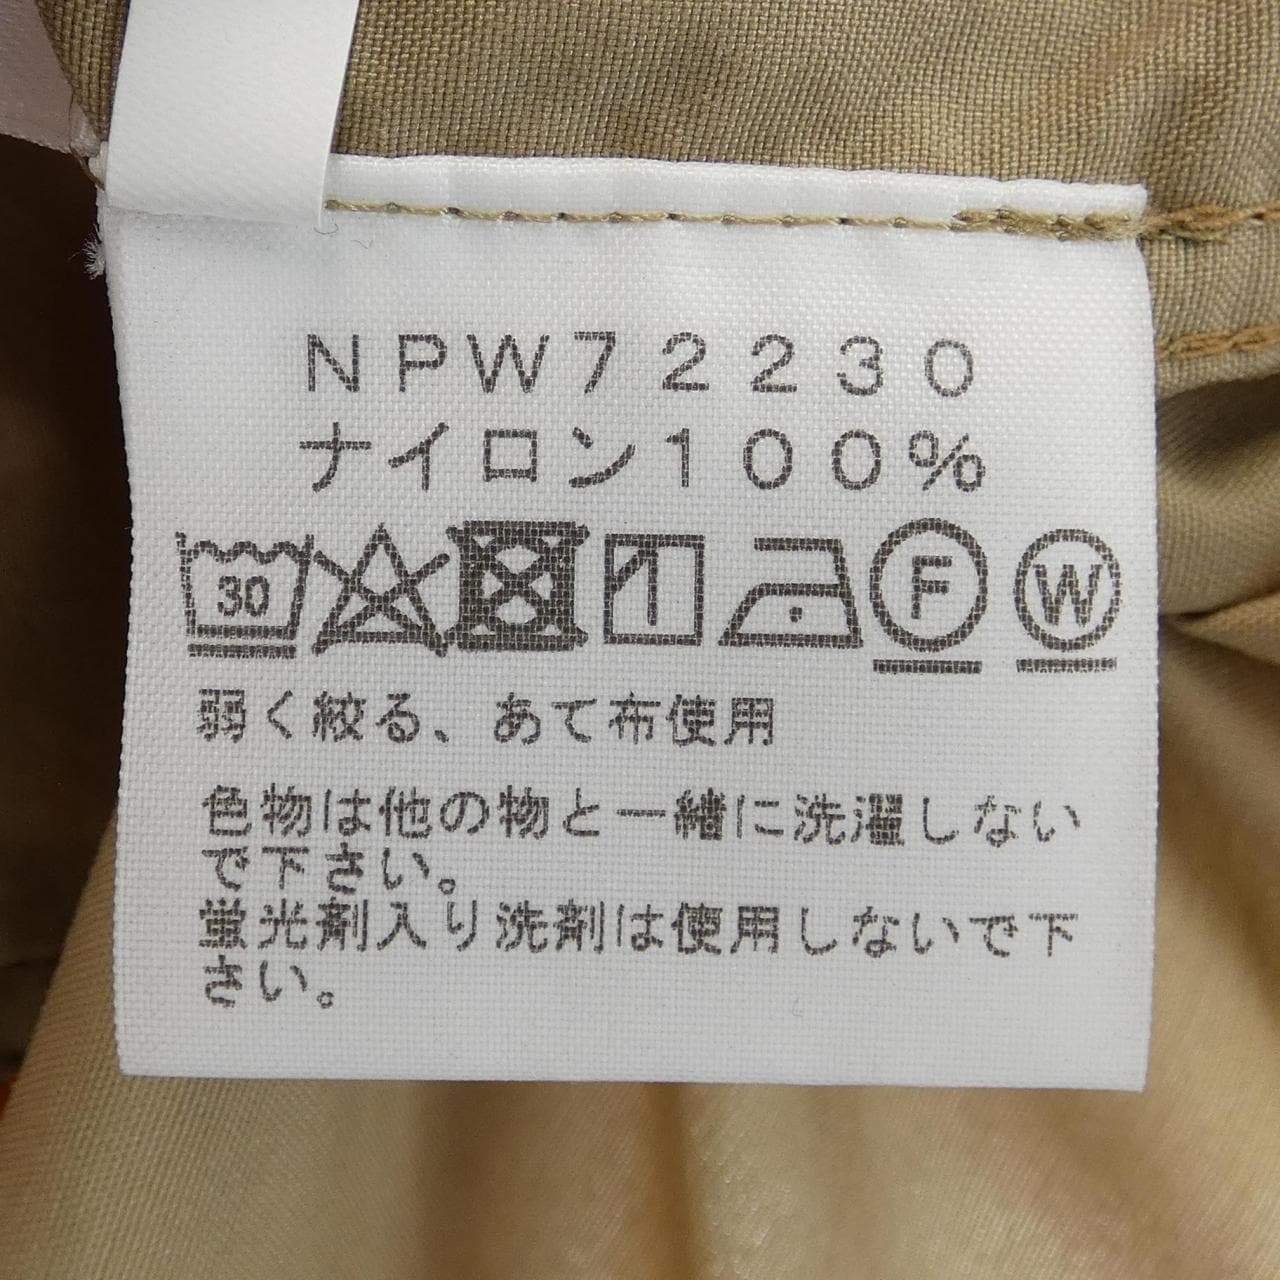 NPW72230
ナイロン100%
30
F
W
弱く絞る、あて布使用
色物は他の物と一緒に洗濯しない
で下さい。
蛍光剤入り洗剤は使用しないで下
さい。